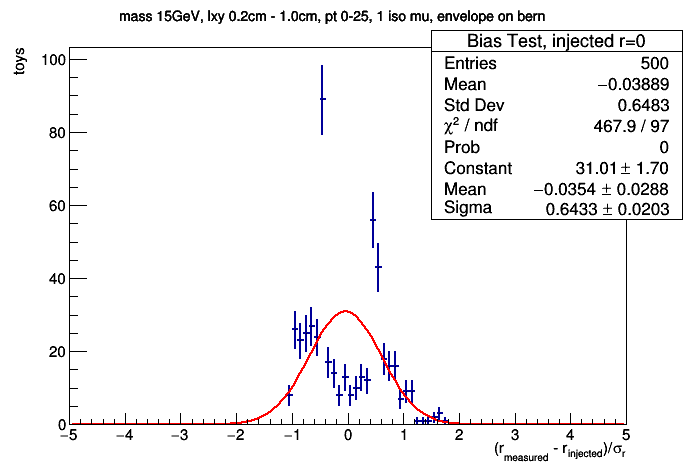 mass 15GeV, lxy 0.2cm - 1.0cm, pt 0-25, 1 iso mu, envelope on bern
Bias Test, injected r=0
Entries 500
Mean −0.03889
Std Dev 0.6483
χ² / ndf 467.9 / 97
Prob 0
Constant 31.01 ± 1.70
Mean −0.0354 ± 0.0288
Sigma 0.6433 ± 0.0203
toys
100
80
60
40
20
0
−5 −4 −3 −2 −1 0 1 2 3 4 5
(r_measured - r_injected)/σ_r